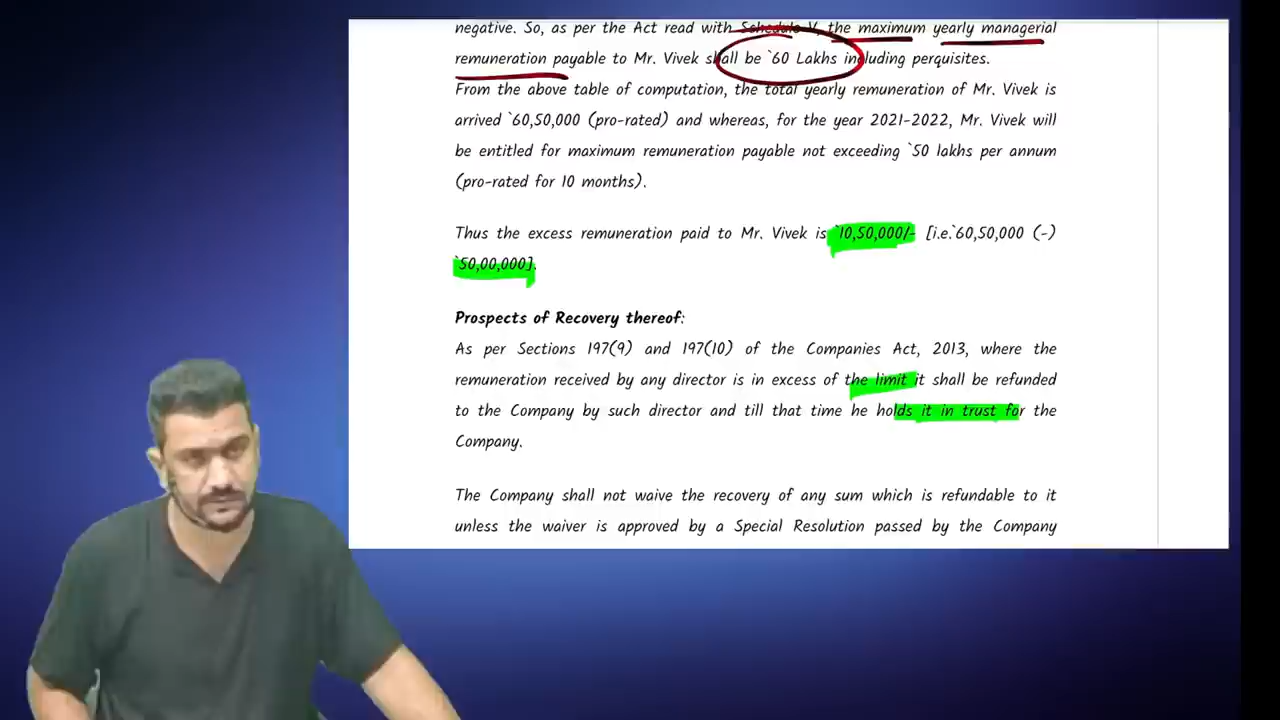 negative. So, as per the Act read with Schedule V, the maximum yearly managerial
remuneration payable to Mr. Vivek shall be `60 Lakhs including perquisites.
From the above table of computation, the total yearly remuneration of Mr. Vivek is
arrived `60,50,000 (pro-rated) and whereas, for the year 2021-2022, Mr. Vivek will
be entitled for maximum remuneration payable not exceeding `50 lakhs per annum
(pro-rated for 10 months).
Thus the excess remuneration paid to Mr. Vivek is `10,50,000/- [i.e.`60,50,000 (-)
`50,00,000].
Prospects of Recovery thereof:
As per Sections 197(9) and 197(10) of the Companies Act, 2013, where the
remuneration received by any director is in excess of the limit it shall be refunded
to the Company by such director and till that time he holds it in trust for the
Company.
The Company shall not waive the recovery of any sum which is refundable to it
unless the waiver is approved by a Special Resolution passed by the Company